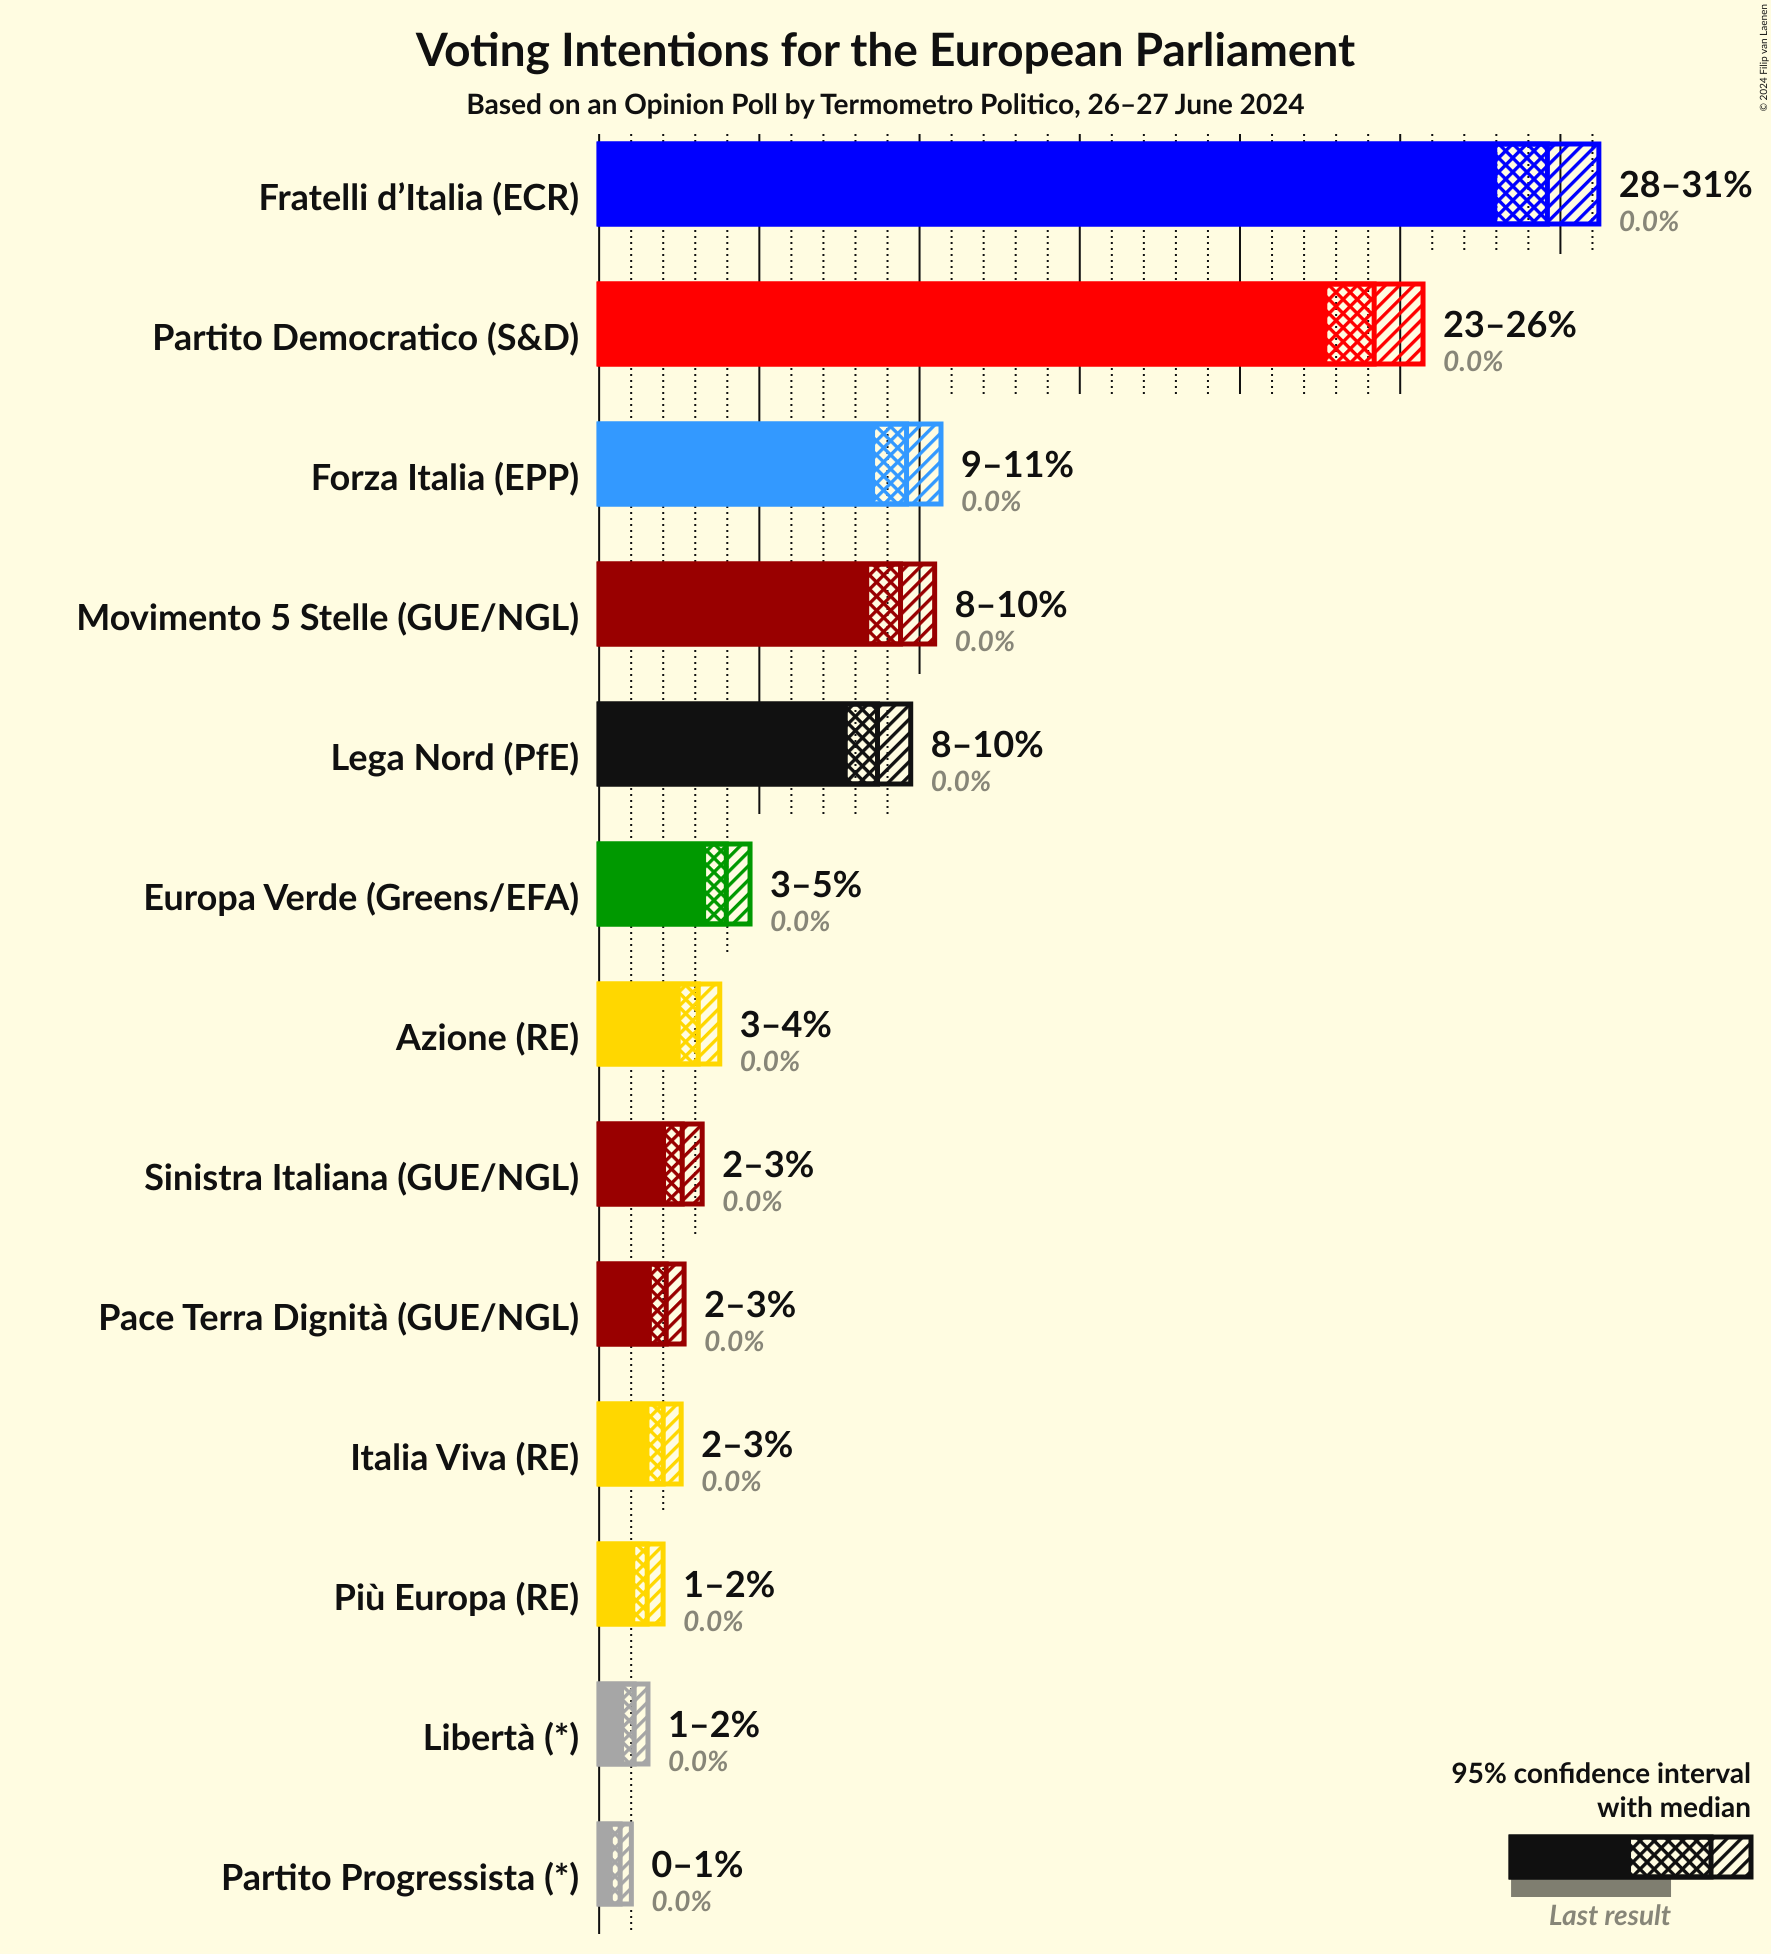 Voting Intentions for the European Parliament
Based on an Opinion Poll by Termometro Politico, 26–27 June 2024
© 2024 Filip van Laenen
Fratelli d’Italia (ECR)
28–31%
0.0%
Partito Democratico (S&D)
23–26%
0.0%
Forza Italia (EPP)
9–11%
0.0%
Movimento 5 Stelle (GUE/NGL)
8–10%
0.0%
Lega Nord (PfE)
8–10%
0.0%
Europa Verde (Greens/EFA)
3–5%
0.0%
Azione (RE)
3–4%
0.0%
Sinistra Italiana (GUE/NGL)
2–3%
0.0%
Pace Terra Dignità (GUE/NGL)
2–3%
0.0%
Italia Viva (RE)
2–3%
0.0%
Più Europa (RE)
1–2%
0.0%
Libertà (*)
1–2%
0.0%
Partito Progressista (*)
0–1%
0.0%
95% confidence interval
with median
Last result